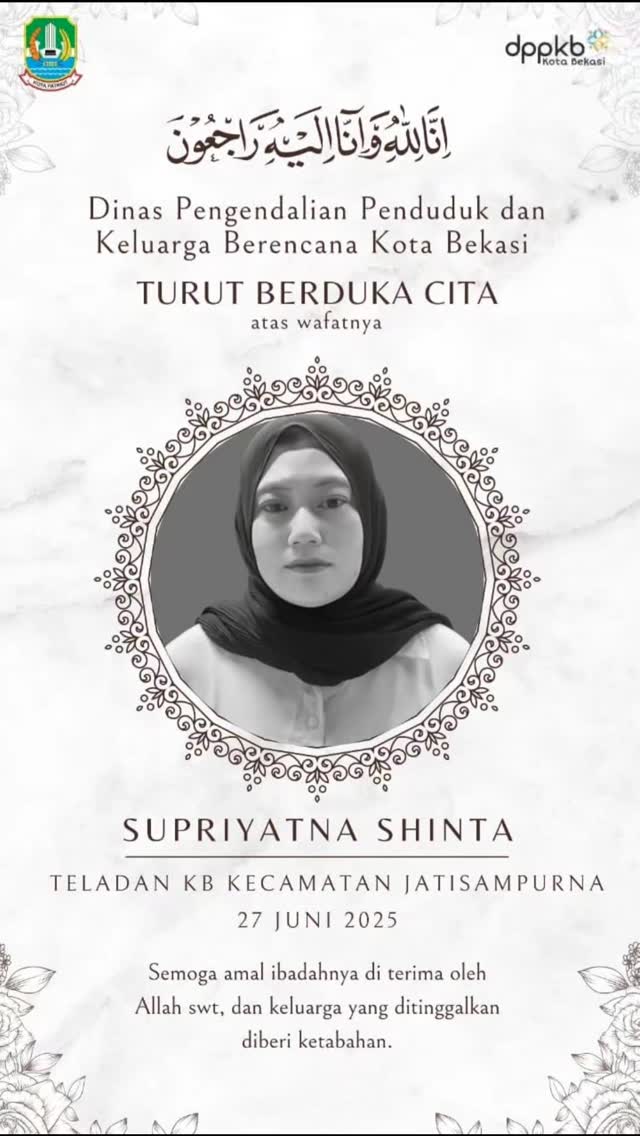 dppkb
Kota Bekasi
KOTA PATRIOT
اِنَّا لِلّٰهِ وَاِنَّآ اِلَيْهِ رَاجِعُوْنَ
Dinas Pengendalian Penduduk dan
Keluarga Berencana Kota Bekasi
TURUT BERDUKA CITA
atas wafatnya
SUPRIYATNA SHINTA
TELADAN KB KECAMATAN JATISAMPURNA
27 JUNI 2025
Semoga amal ibadahnya di terima oleh
Allah swt, dan keluarga yang ditinggalkan
diberi ketabahan.